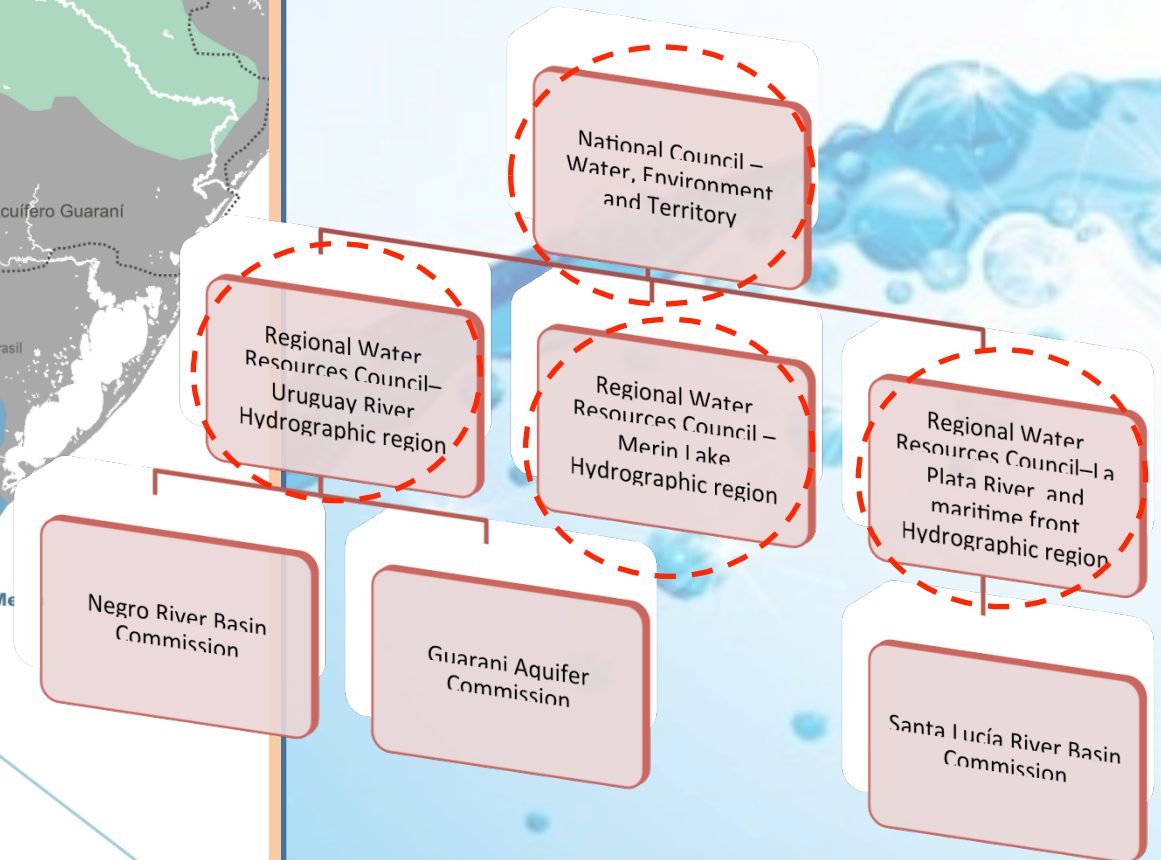 National Council –
Water, Environment
and Territory
cuífero Guaraní
rasil
Regional Water
Resources Council–
Uruguay River
Hydrographic region
Regional Water
Resources Council –
Merin Lake
Hydrographic region
Regional Water
Resources Council–La
Plata River and
maritime front
Hydrographic region
Me
Negro River Basin
Commission
Guarani Aquifer
Commission
Santa Lucía River Basin
Commission